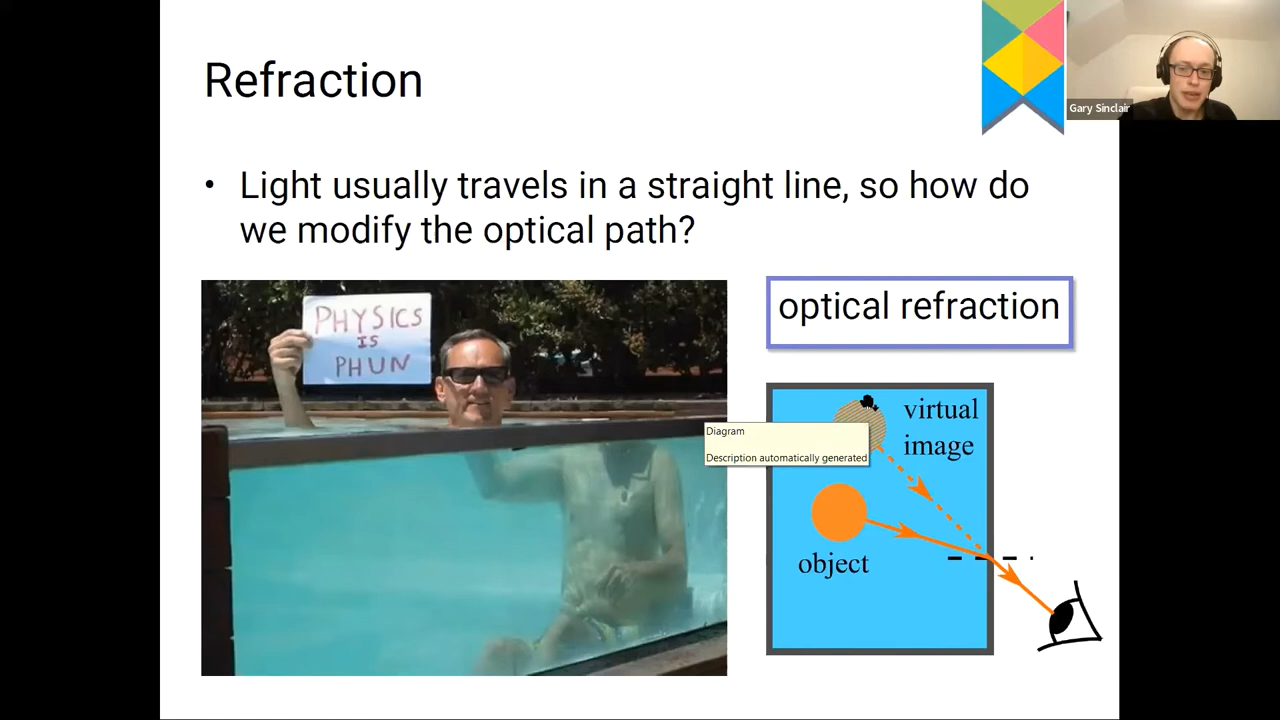 Refraction
Gary Sinclair
• Light usually travels in a straight line, so how do
we modify the optical path?
PHYSICS
IS
PHUN
optical refraction
virtual
image
Diagram
Description automatically generated
object